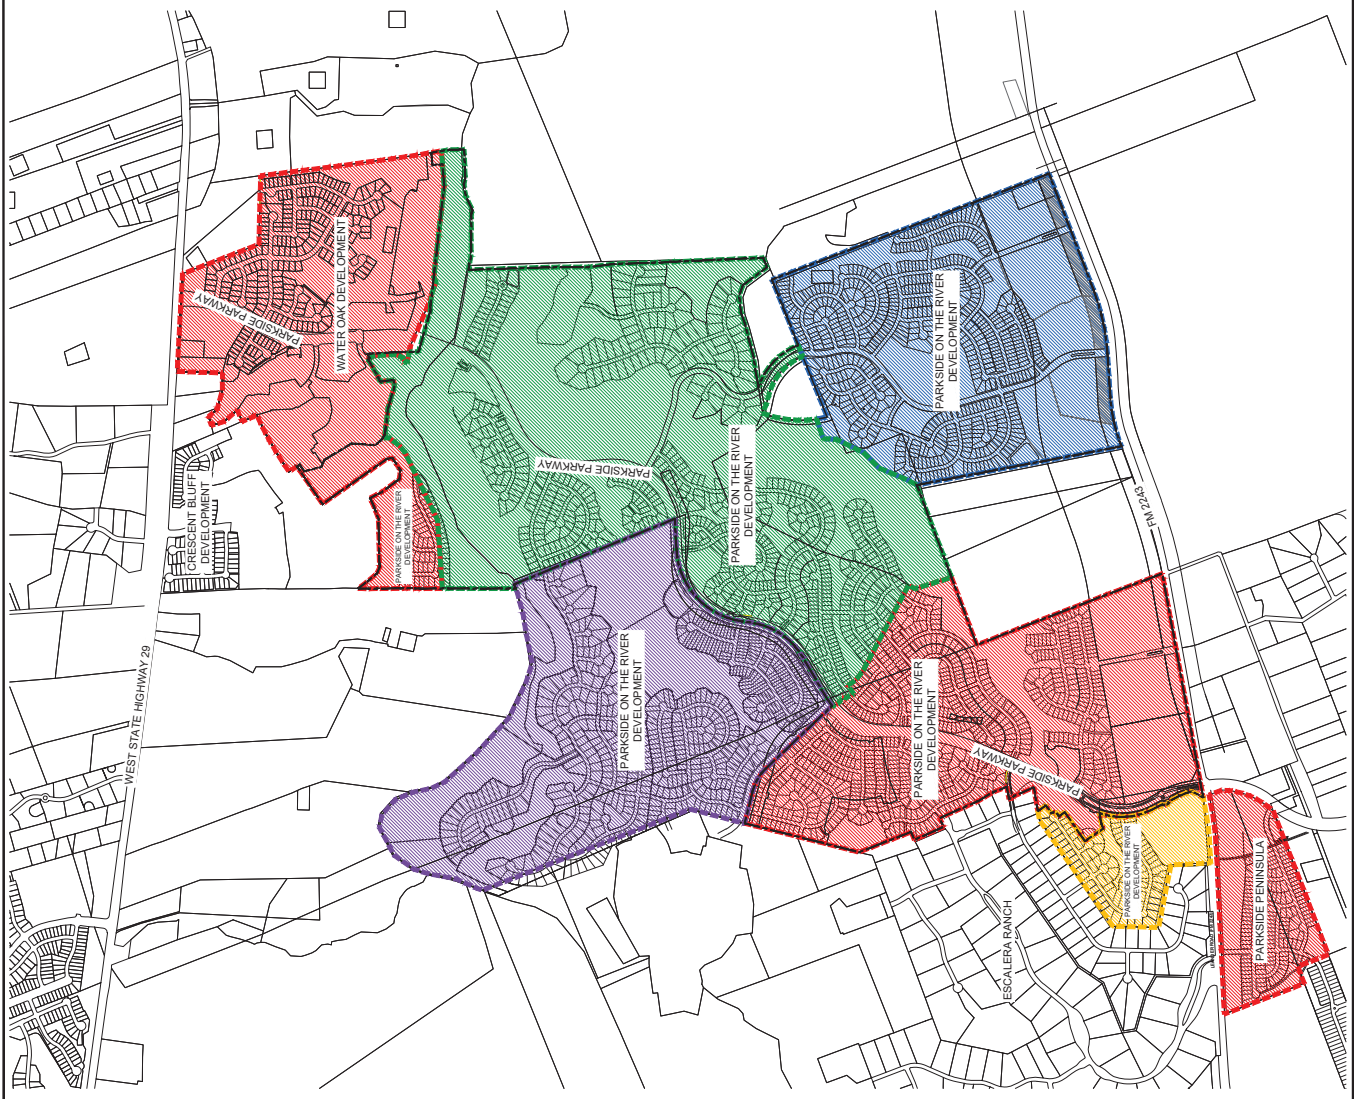 WATER OAK DEVELOPMENT
PARKSIDE PARKWAY
CRESCENT BLUFF
DEVELOPMENT
PARKSIDE ON THE RIVER
DEVELOPMENT
PARKSIDE ON THE RIVER
DEVELOPMENT
PARKSIDE PARKWAY
PARKSIDE ON THE RIVER
DEVELOPMENT
FM 2243
WEST STATE HIGHWAY 29
PARKSIDE ON THE RIVER
DEVELOPMENT
PARKSIDE ON THE RIVER
DEVELOPMENT
PARKSIDE PARKWAY
PARKSIDE ON THE RIVER
DEVELOPMENT
ESCALERA RANCH
PARKSIDE PENINSULA